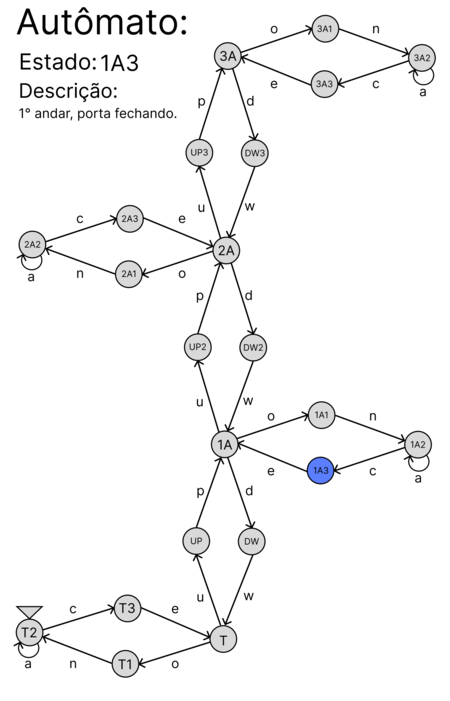 Autômato:
Estado: 1A3
Descrição:
1° andar, porta fechando.
3A
o
3A1
n
3A2
a
c
3A3
e
p
d
UP3
DW3
u
w
2A
c
2A3
e
2A2
a
n
2A1
o
p
d
UP2
DW2
u
w
1A
o
1A1
n
1A2
a
c
1A3
e
p
d
UP
DW
u
w
T
c
T3
e
T2
a
n
T1
o